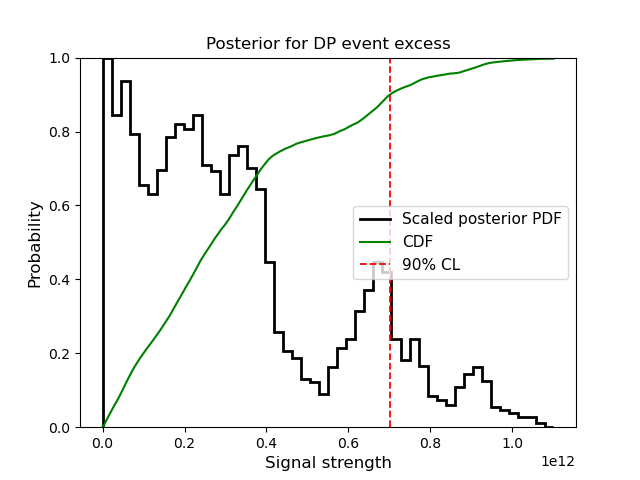 Posterior for DP event excess
Probability
1.0
0.8
0.6
0.4
0.2
0.0
Scaled posterior PDF
CDF
90% CL
0.0 0.2 0.4 0.6 0.8 1.0
1e12
Signal strength